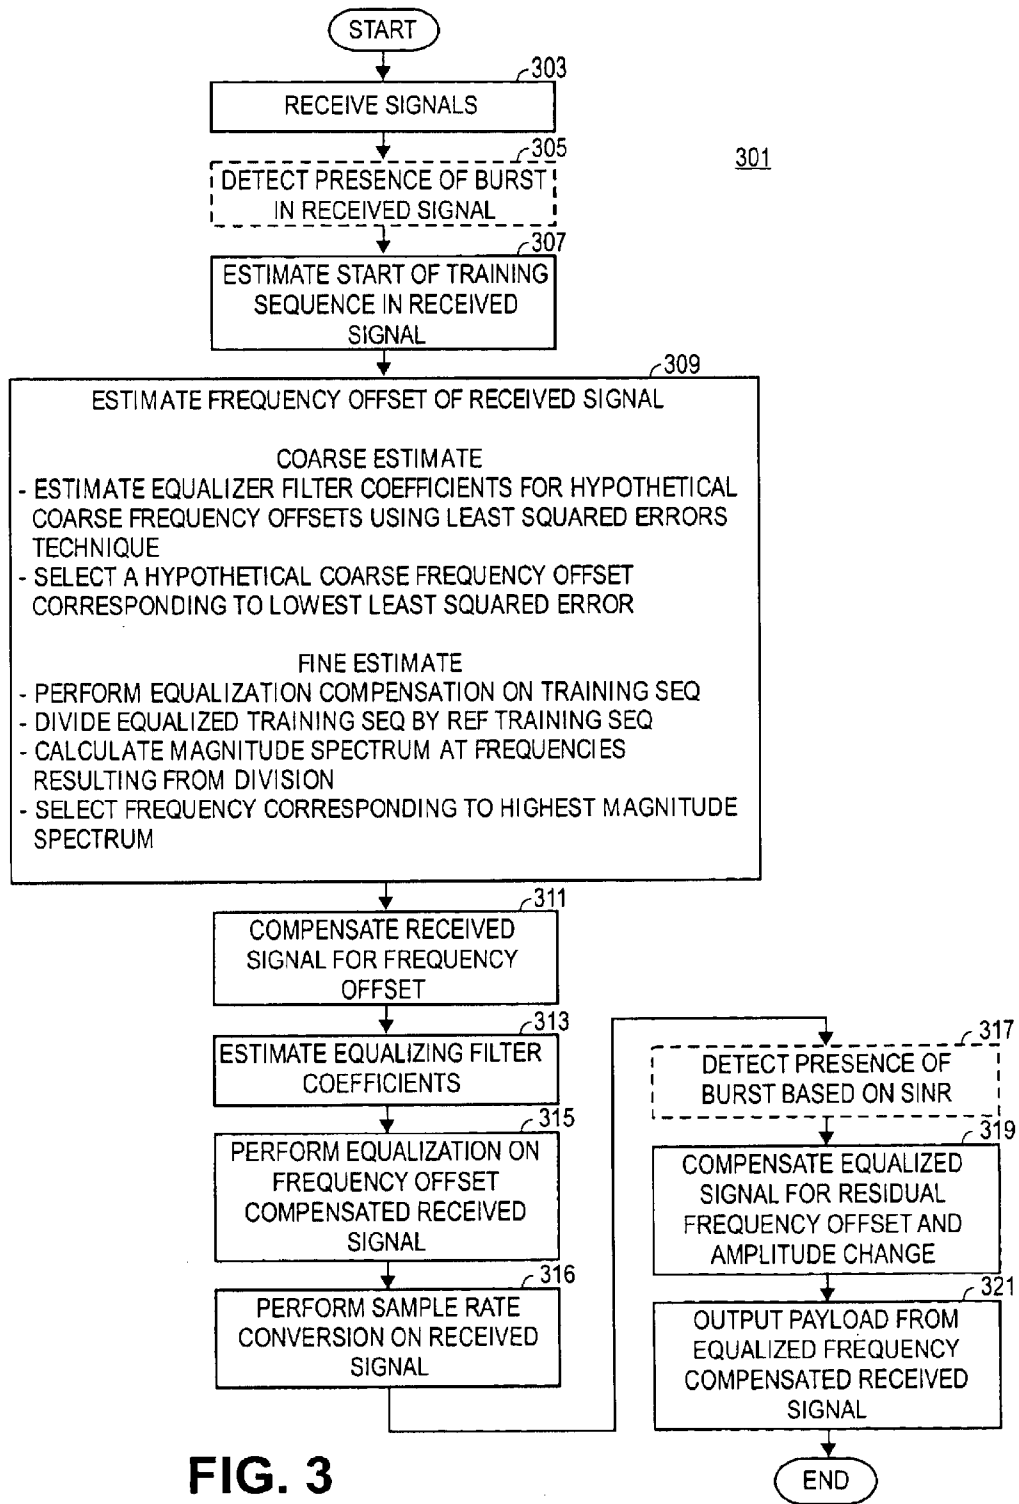 START
303
RECEIVE SIGNALS
305
301
DETECT PRESENCE OF BURST
IN RECEIVED SIGNAL
307
ESTIMATE START OF TRAINING
SEQUENCE IN RECEIVED
SIGNAL
309
ESTIMATE FREQUENCY OFFSET OF RECEIVED SIGNAL
COARSE ESTIMATE
- ESTIMATE EQUALIZER FILTER COEFFICIENTS FOR HYPOTHETICAL
COARSE FREQUENCY OFFSETS USING LEAST SQUARED ERRORS
TECHNIQUE
- SELECT A HYPOTHETICAL COARSE FREQUENCY OFFSET
CORRESPONDING TO LOWEST LEAST SQUARED ERROR
FINE ESTIMATE
- PERFORM EQUALIZATION COMPENSATION ON TRAINING SEQ
- DIVIDE EQUALIZED TRAINING SEQ BY REF TRAINING SEQ
- CALCULATE MAGNITUDE SPECTRUM AT FREQUENCIES
RESULTING FROM DIVISION
- SELECT FREQUENCY CORRESPONDING TO HIGHEST MAGNITUDE
SPECTRUM
311
COMPENSATE RECEIVED
SIGNAL FOR FREQUENCY
OFFSET
313
ESTIMATE EQUALIZING FILTER
COEFFICIENTS
315
PERFORM EQUALIZATION ON
FREQUENCY OFFSET
COMPENSATED RECEIVED
SIGNAL
316
PERFORM SAMPLE RATE
CONVERSION ON RECEIVED
SIGNAL
317
DETECT PRESENCE OF
BURST BASED ON SINR
319
COMPENSATE EQUALIZED
SIGNAL FOR RESIDUAL
FREQUENCY OFFSET AND
AMPLITUDE CHANGE
321
OUTPUT PAYLOAD FROM
EQUALIZED FREQUENCY
COMPENSATED RECEIVED
SIGNAL
END
FIG. 3